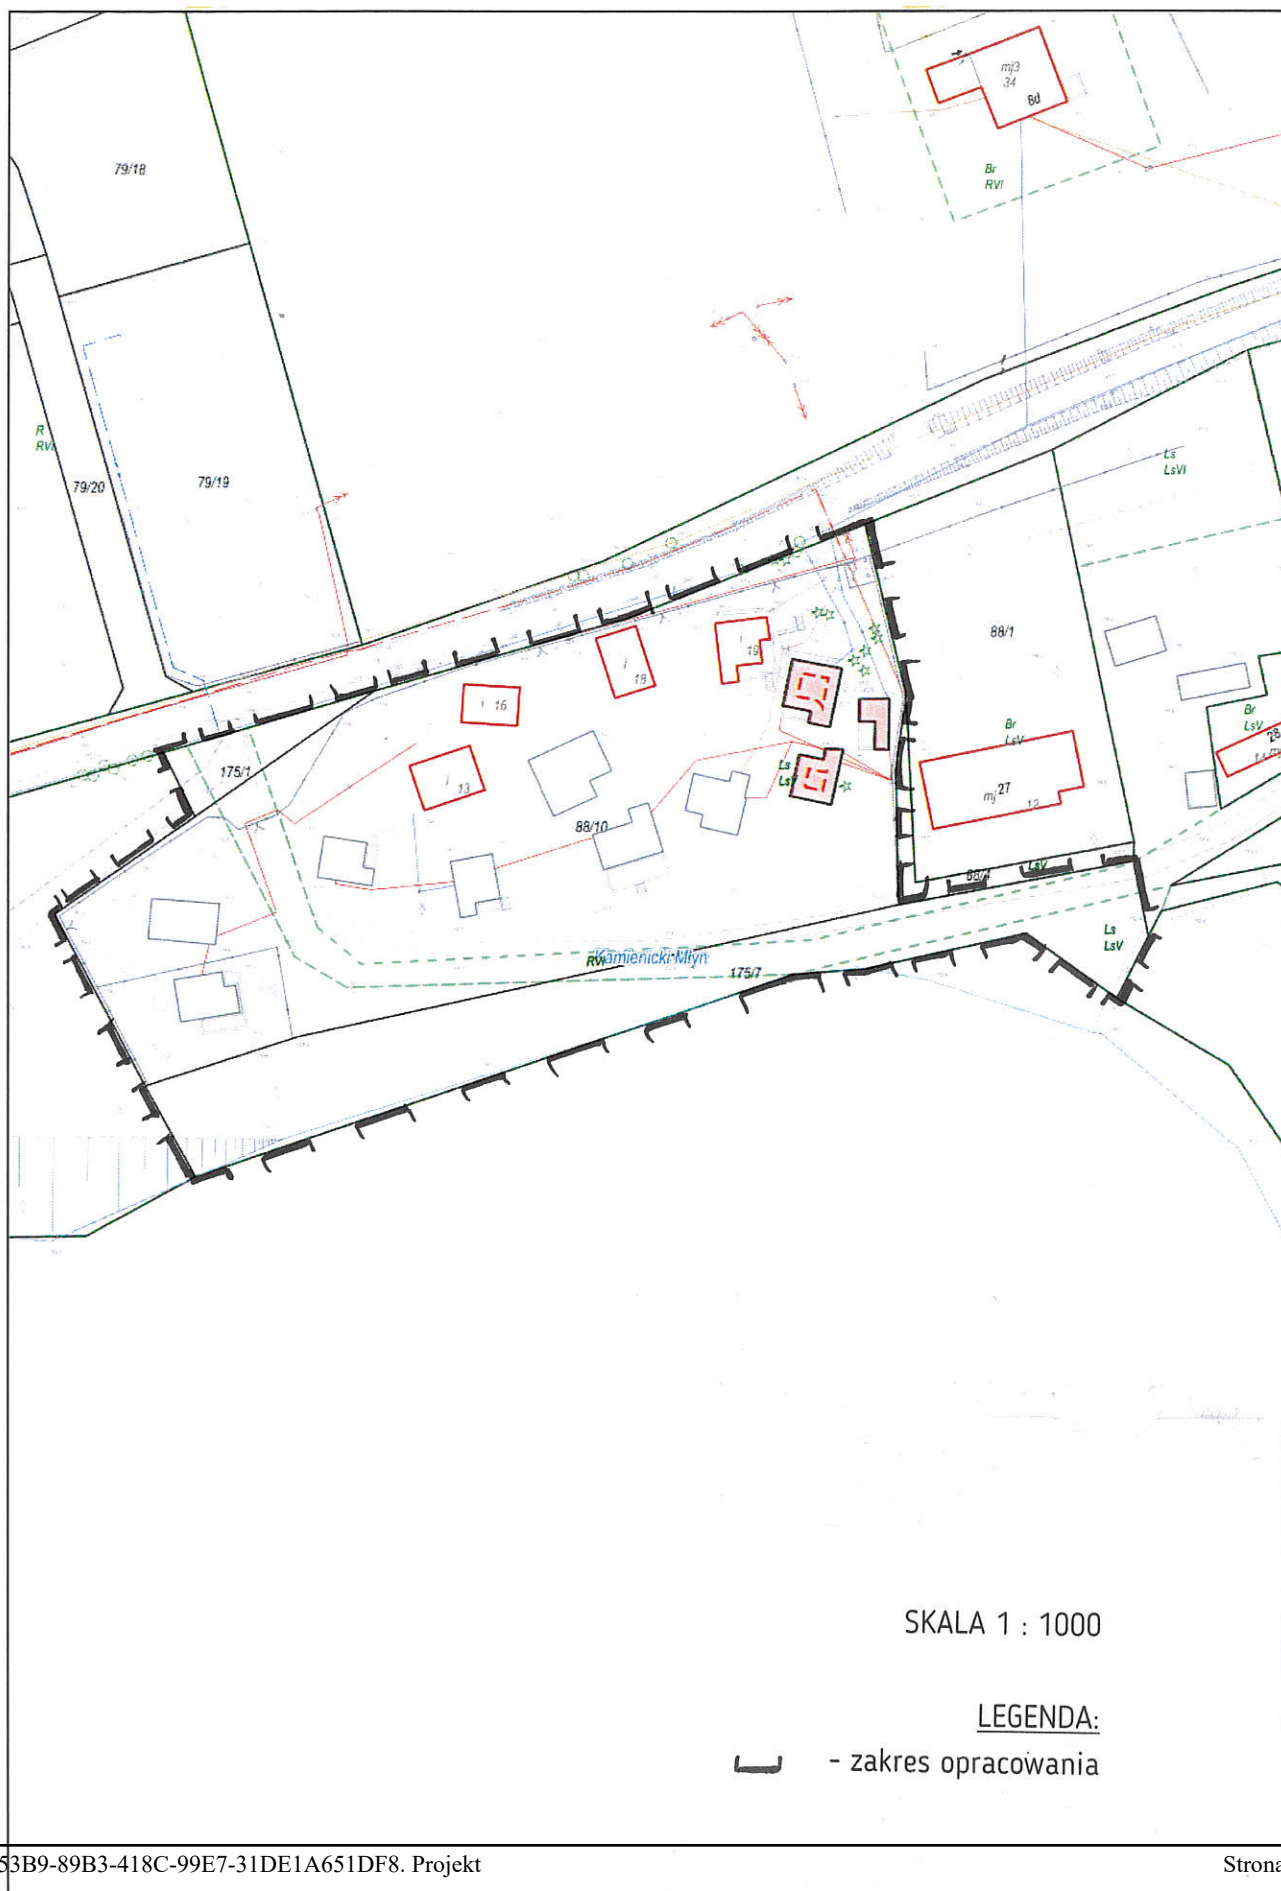 mj3
34
8d
79/18
Br
RVI
R
RVI
79/20
79/19
Ls
LsVI
88/1
i
19
i
18
i 16
Br
LsV
Br
LsV
28
175/1
i
13
Ls
mj 27
12
88/10
LsV
Ls
LsV
RVI
Kamienicki Młyn
175/7
SKALA 1 : 1000
LEGENDA:
- zakres opracowania
53B9-89B3-418C-99E7-31DE1A651DF8. Projekt
Strona